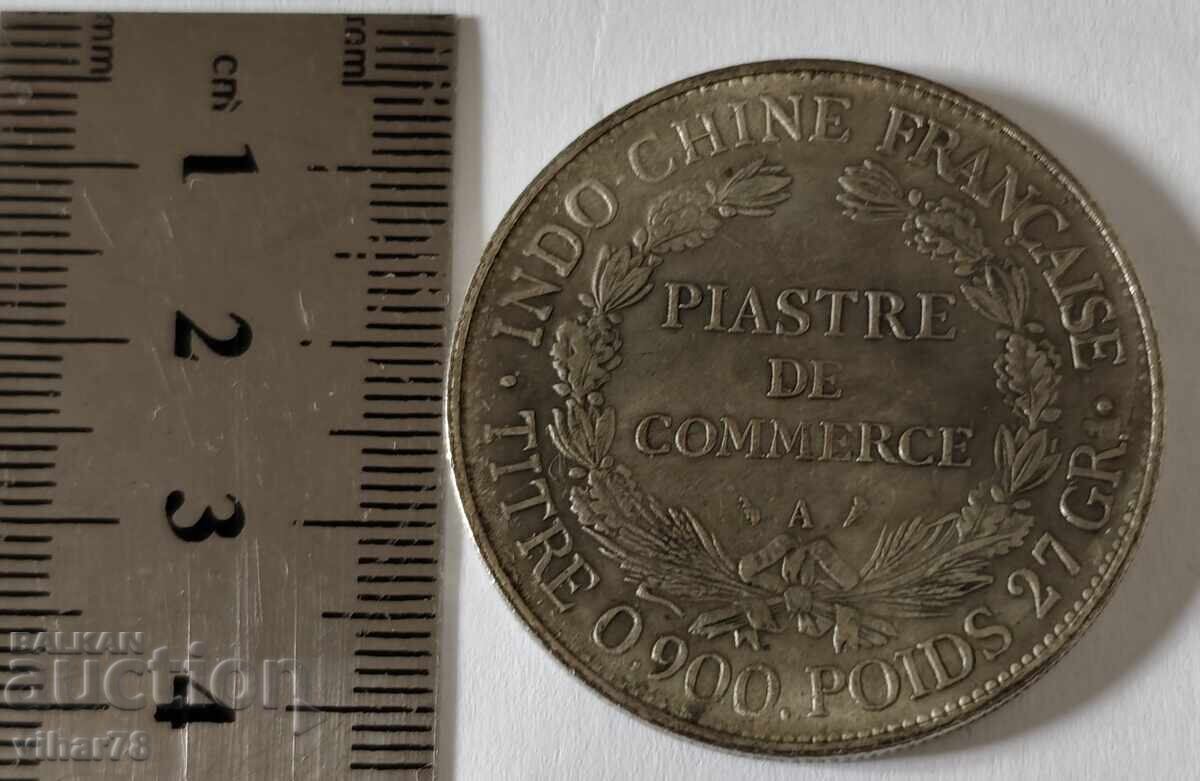 mm
cm
cm
1
2
3
4
INDO-CHINE FRANÇAISE
PIASTRE
DE
COMMERCE
A
· TITRE 0.900. POIDS 27 GR. ·
BALKAN
auction
yihar78